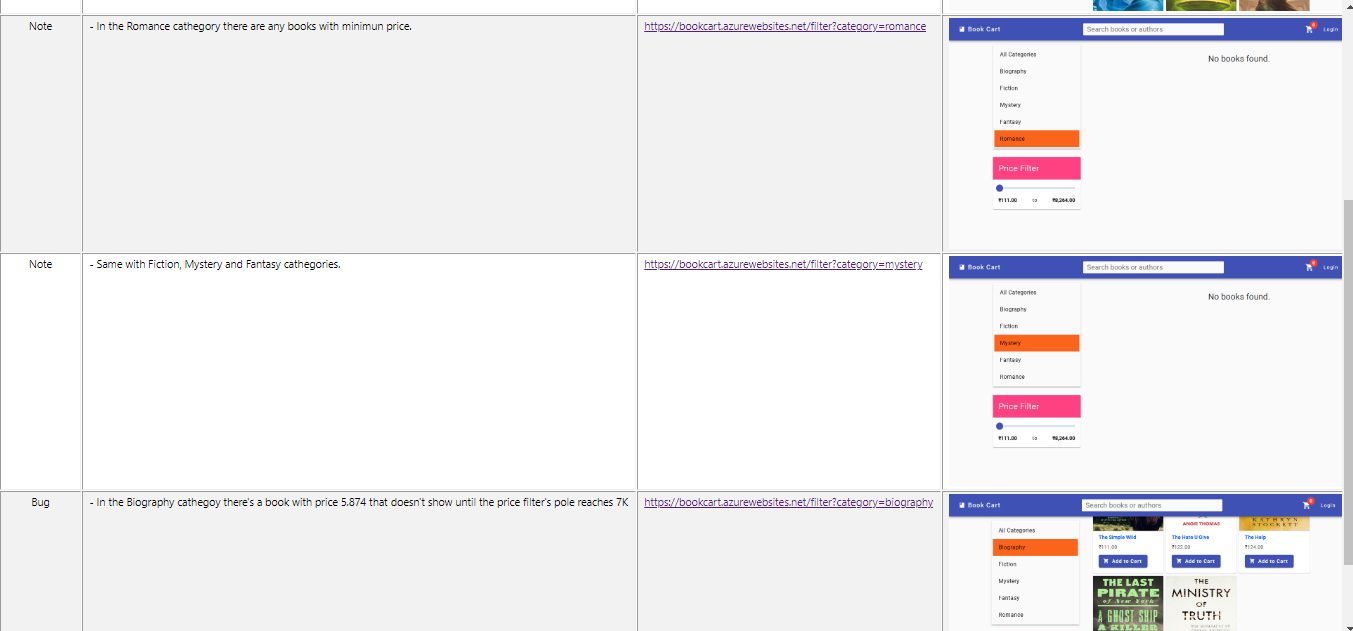 Note
- In the Romance cathegory there are any books with minimun price.
https://bookcart.azurewebsites.net/filter?category=romance
Book Cart
Search books or authors
Login
All Categories
Biography
Fiction
Mystery
Fantasy
Romance
No books found.
Price Filter
₹111.00 to ₹8,264.00
Note
- Same with Fiction, Mystery and Fantasy cathegories.
https://bookcart.azurewebsites.net/filter?category=mystery
Book Cart
Search books or authors
Login
All Categories
Biography
Fiction
Mystery
Fantasy
Romance
No books found.
Price Filter
₹111.00 to ₹8,264.00
Bug
- In the Biography cathegoy there's a book with price 5.874 that doesn't show until the price filter's pole reaches 7K
https://bookcart.azurewebsites.net/filter?category=biography
Book Cart
Search books or authors
Login
All Categories
Biography
Fiction
Mystery
Fantasy
Romance
ANGIE THOMAS
KATHRYN
STOCKETT
The Simple Wild
The Hate U Give
The Help
₹111.00
₹122.00
₹124.00
Add to Cart
Add to Cart
Add to Cart
THE LAST
PIRATE
of New York
A GHOST SHIP
A KILLER
THE
MINISTRY
OF
TRUTH